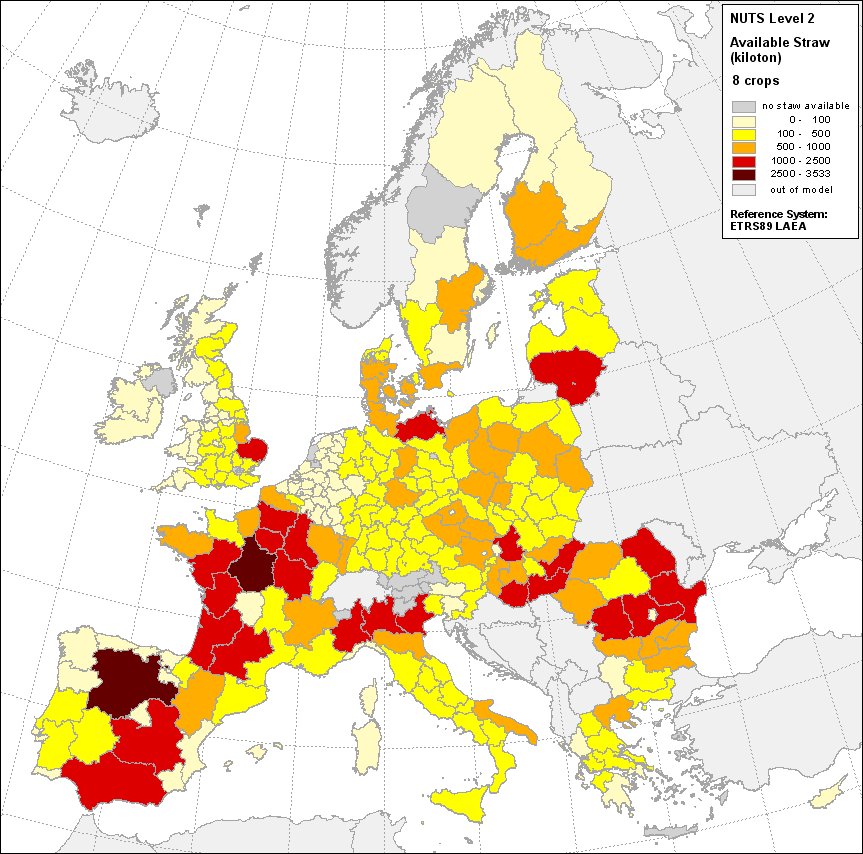 NUTS Level 2
Available Straw
(kiloton)
8 crops
no staw available
0 - 100
100 - 500
500 - 1000
1000 - 2500
2500 - 3533
out of model
Reference System:
ETRS89 LAEA